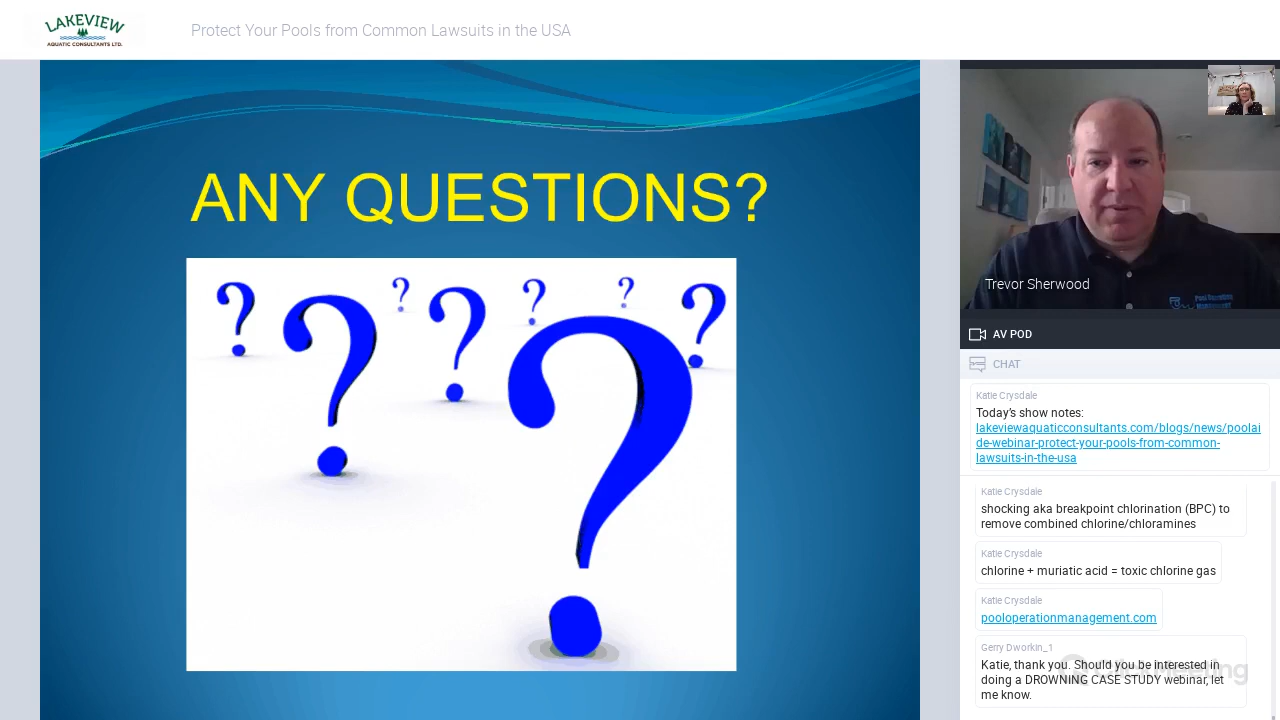 LAKEVIEW
AQUATIC CONSULTANTS LTD.
Protect Your Pools from Common Lawsuits in the USA
ANY QUESTIONS?
Trevor Sherwood
AV POD
CHAT
Katie Crysdale
Today's show notes:
lakeviewaquaticconsultants.com/blogs/news/poolai
de-webinar-protect-your-pools-from-common-
lawsuits-in-the-usa
Katie Crysdale
shocking aka breakpoint chlorination (BPC) to
remove combined chlorine/chloramines
Katie Crysdale
chlorine + muriatic acid = toxic chlorine gas
Katie Crysdale
pooloperationmanagement.com
Gerry Dworkin_1
Katie, thank you. Should you be interested in
doing a DROWNING CASE STUDY webinar, let
me know.